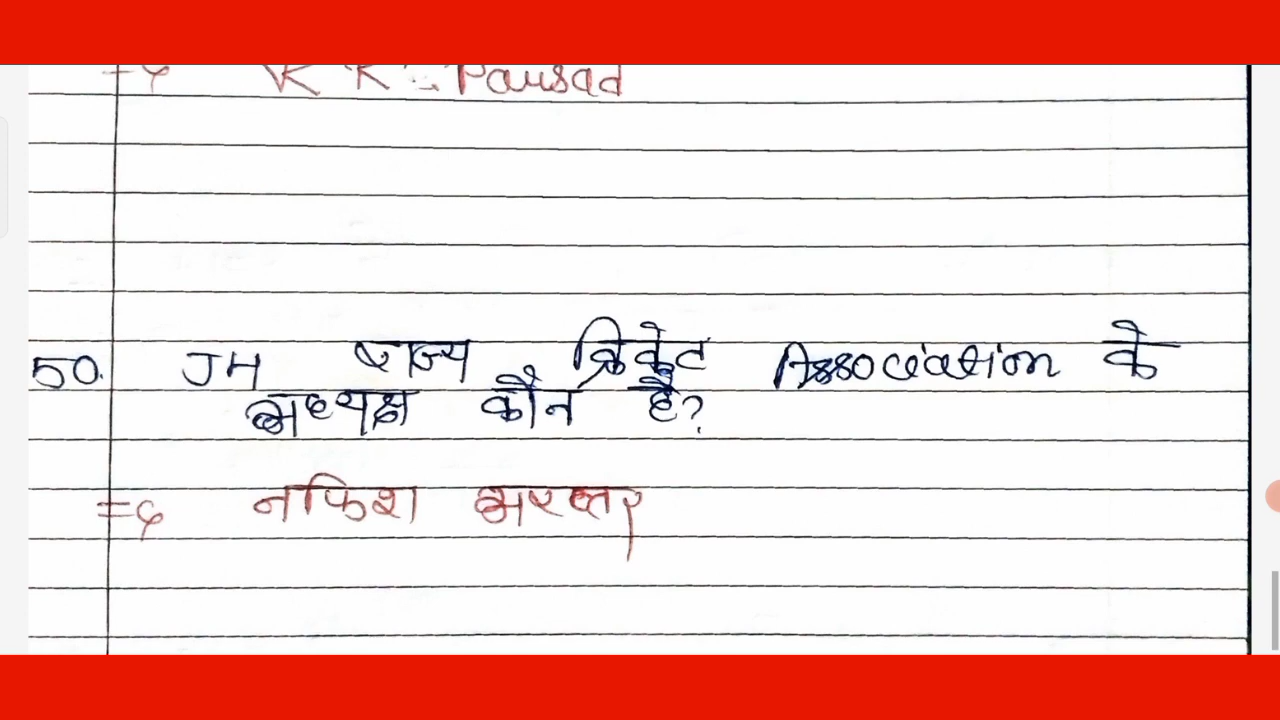 => K K Parsad
50. JH राज्य क्रिकेट Association के
अध्यक्ष कौन है?
=> नफिश अख्तर